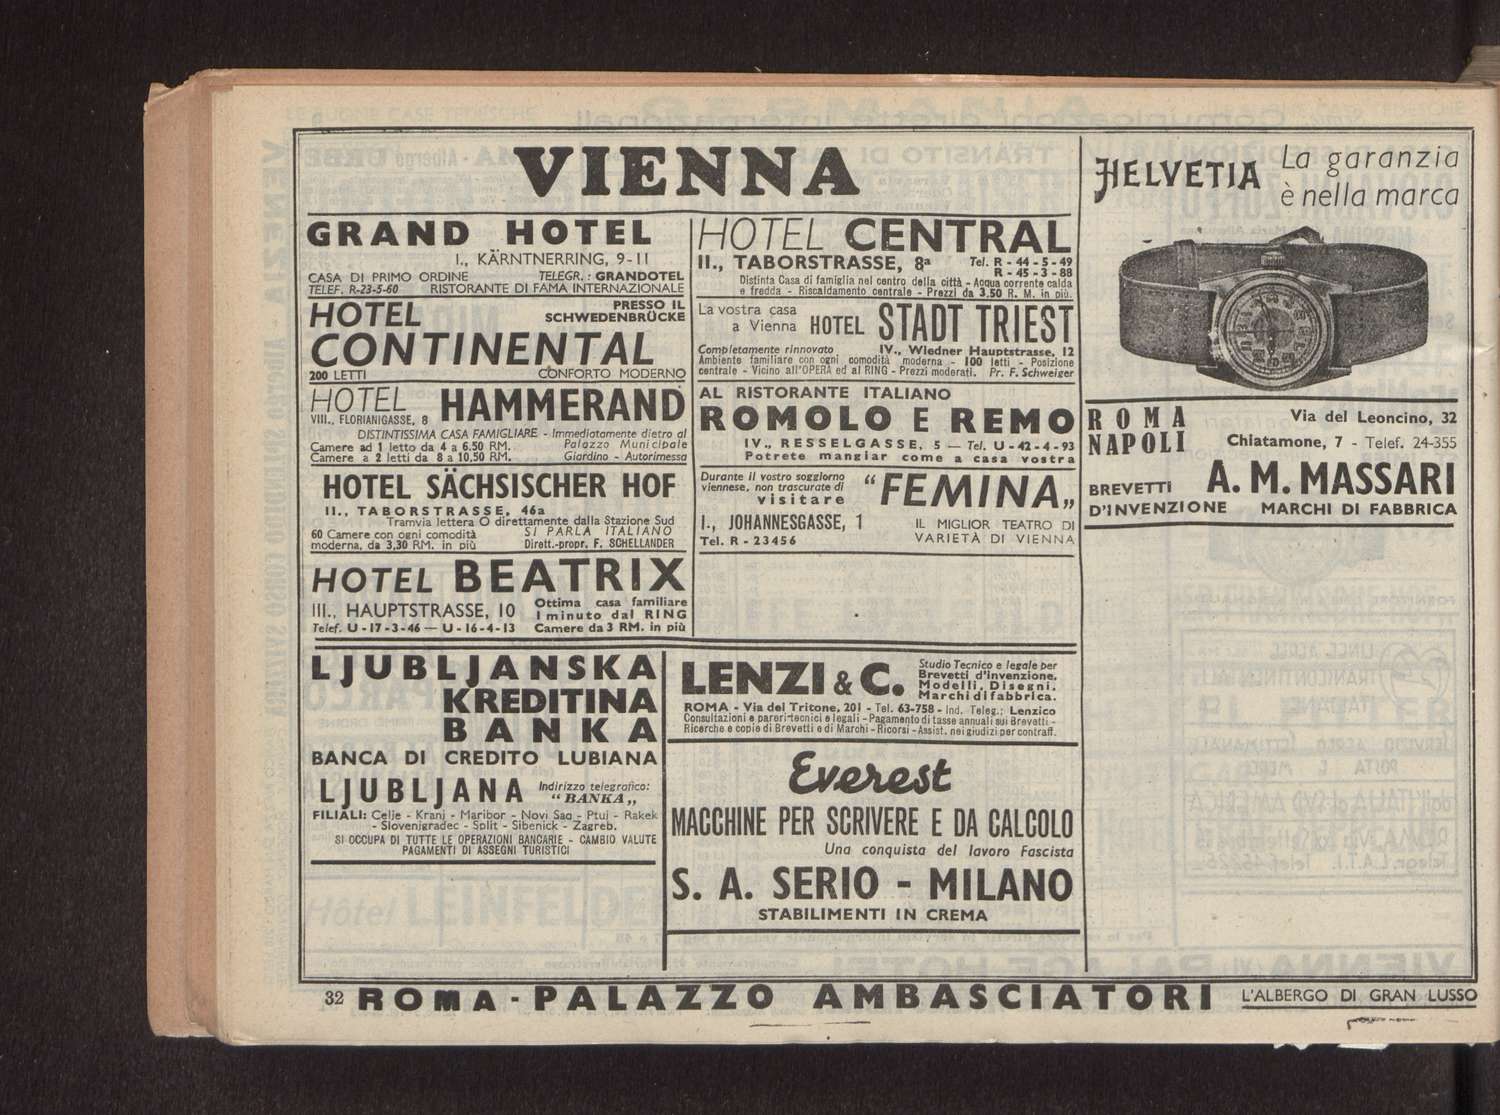 VIENNA
GRAND HOTEL
I., KÄRNTNERRING, 9-11
CASA DI PRIMO ORDINE TELEGR.: GRANDOTEL
TELEF. R-23-5-60 RISTORANTE DI FAMA INTERNAZIONALE
HOTEL PRESSO IL
SCHWEDENBRÜCKE
CONTINENTAL
200 LETTI CONFORTO MODERNO
HOTEL HAMMERAND
VIII., FLORIANIGASSE, 8
DISTINTISSIMA CASA FAMIGLIARE - Immediatamente dietro al
Camere ad 1 letto da 4 a 6.50 RM. Palazzo Municipale
Camere a 2 letti da 8 a 10,50 RM. Giardino - Autorimessa
HOTEL SÄCHSISCHER HOF
II., TABORSTRASSE, 46a
Tramvia lettera O direttamente dalla Stazione Sud
60 Camere con ogni comodità SI PARLA ITALIANO
moderna, da 3,30 RM. in più Dirett.-propr. F. SCHELLANDER
HOTEL BEATRIX
III., HAUPTSTRASSE, 10 Ottima casa familiare
1 minuto dal RING
Telef. U-17-3-46 — U-16-4-13 Camere da 3 RM. in più
HOTEL CENTRAL
II., TABORSTRASSE, 8a Tel. R-44-5-49
R-45-3-88
Distinta Casa di famiglia nel centro della città - Acqua corrente calda
e fredda - Riscaldamento centrale - Prezzi da 3,50 R. M. in più.
La vostra casa
a Vienna HOTEL STADT TRIEST
Completamente rinnovato IV., Wiedner Hauptstrasse, 12
Ambiente familiare con ogni comodità moderna - 100 letti - Posizione
centrale - Vicino all'OPERA ed al RING - Prezzi moderati. Pr. F. Schweiger
AL RISTORANTE ITALIANO
ROMOLO E REMO
IV., RESSELGASSE, 5 — Tel. U-42-4-93
Potrete mangiar come a casa vostra
Durante il vostro soggiorno
viennese, non trascurate di
visitare "FEMINA„
I., JOHANNESGASSE, 1 IL MIGLIOR TEATRO DI
Tel. R - 23456 VARIETÀ DI VIENNA
HELVETIA La garanzia
è nella marca
ROMA Via del Leoncino, 32
NAPOLI Chiatamone, 7 - Telef. 24-355
BREVETTI A. M. MASSARI
D'INVENZIONE MARCHI DI FABBRICA
LJUBLJANSKA
KREDITINA
BANKA
BANCA DI CREDITO LUBIANA
LJUBLJANA Indirizzo telegrafico:
"BANKA„
FILIALI: Celje - Kranj - Maribor - Novi Sad - Ptuj - Rakek
- Slovenjgradec - Split - Sibenick - Zagreb.
SI OCCUPA DI TUTTE LE OPERAZIONI BANCARIE - CAMBIO VALUTE
PAGAMENTI DI ASSEGNI TURISTICI
LENZI & C. Studio Tecnico e legale per
Brevetti d'invenzione.
Modelli, Disegni,
Marchi di fabbrica.
ROMA - Via del Tritone, 201 - Tel. 63-758 - Ind. Teleg.: Lenzico
Consultazioni e pareri tecnici e legali - Pagamento di tasse annuali sui Brevetti -
Ricerche e copie di Brevetti e di Marchi - Ricorsi - Assist. nei giudizi per contraff.
Everest
MACCHINE PER SCRIVERE E DA CALCOLO
Una conquista del lavoro Fascista
S. A. SERIO - MILANO
STABILIMENTI IN CREMA
32 ROMA - PALAZZO AMBASCIATORI L'ALBERGO DI GRAN LUSSO